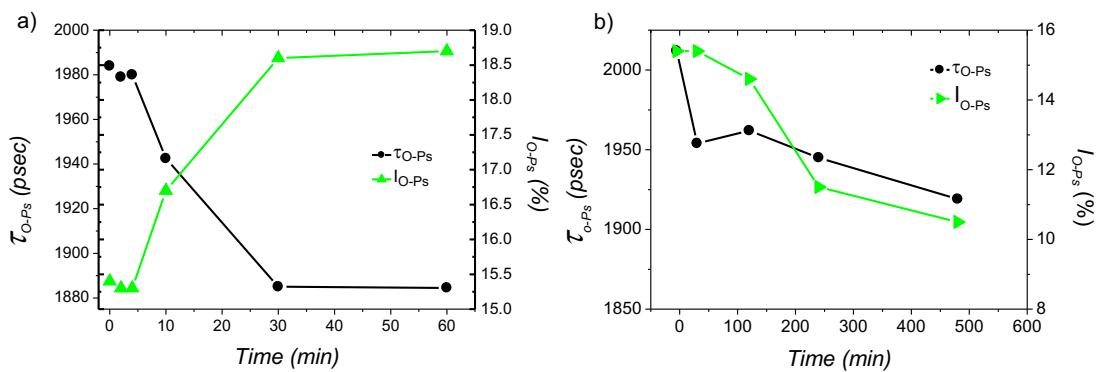 a)
2000
1980
1960
1940
1920
1900
1880
τO-Ps (psec)
0 10 20 30 40 50 60
Time (min)
19.0
18.5
18.0
17.5
17.0
16.5
16.0
15.5
15.0
IO-Ps (%)
τO-Ps
IO-Ps
b)
2000
1950
1900
1850
τo-Ps (psec)
0 100 200 300 400 500 600
Time (min)
16
14
12
10
8
IO-Ps (%)
τO-Ps
IO-Ps